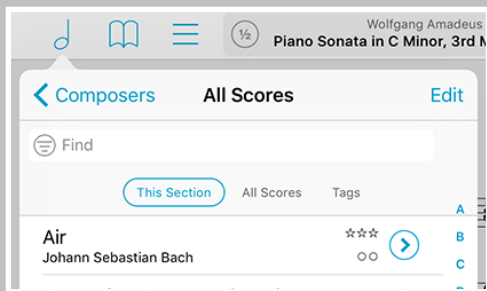 ½
Wolfgang Amadeus
Piano Sonata in C Minor, 3rd
Composers All Scores Edit
Find
This Section All Scores Tags
A
Air
B
Johann Sebastian Bach
C